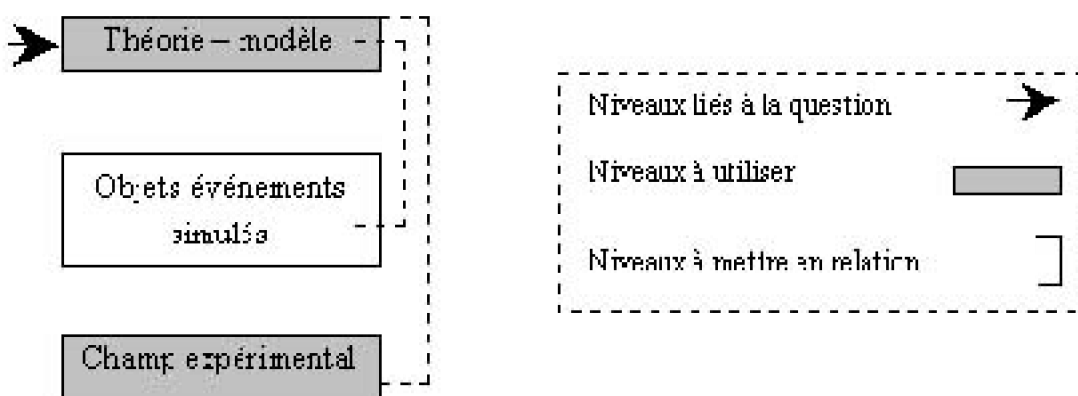 Théorie – modèle
Objets événements
simulés
Champ expérimental
Niveaux liés à la question
Niveaux à utiliser
Niveaux à mettre en relation